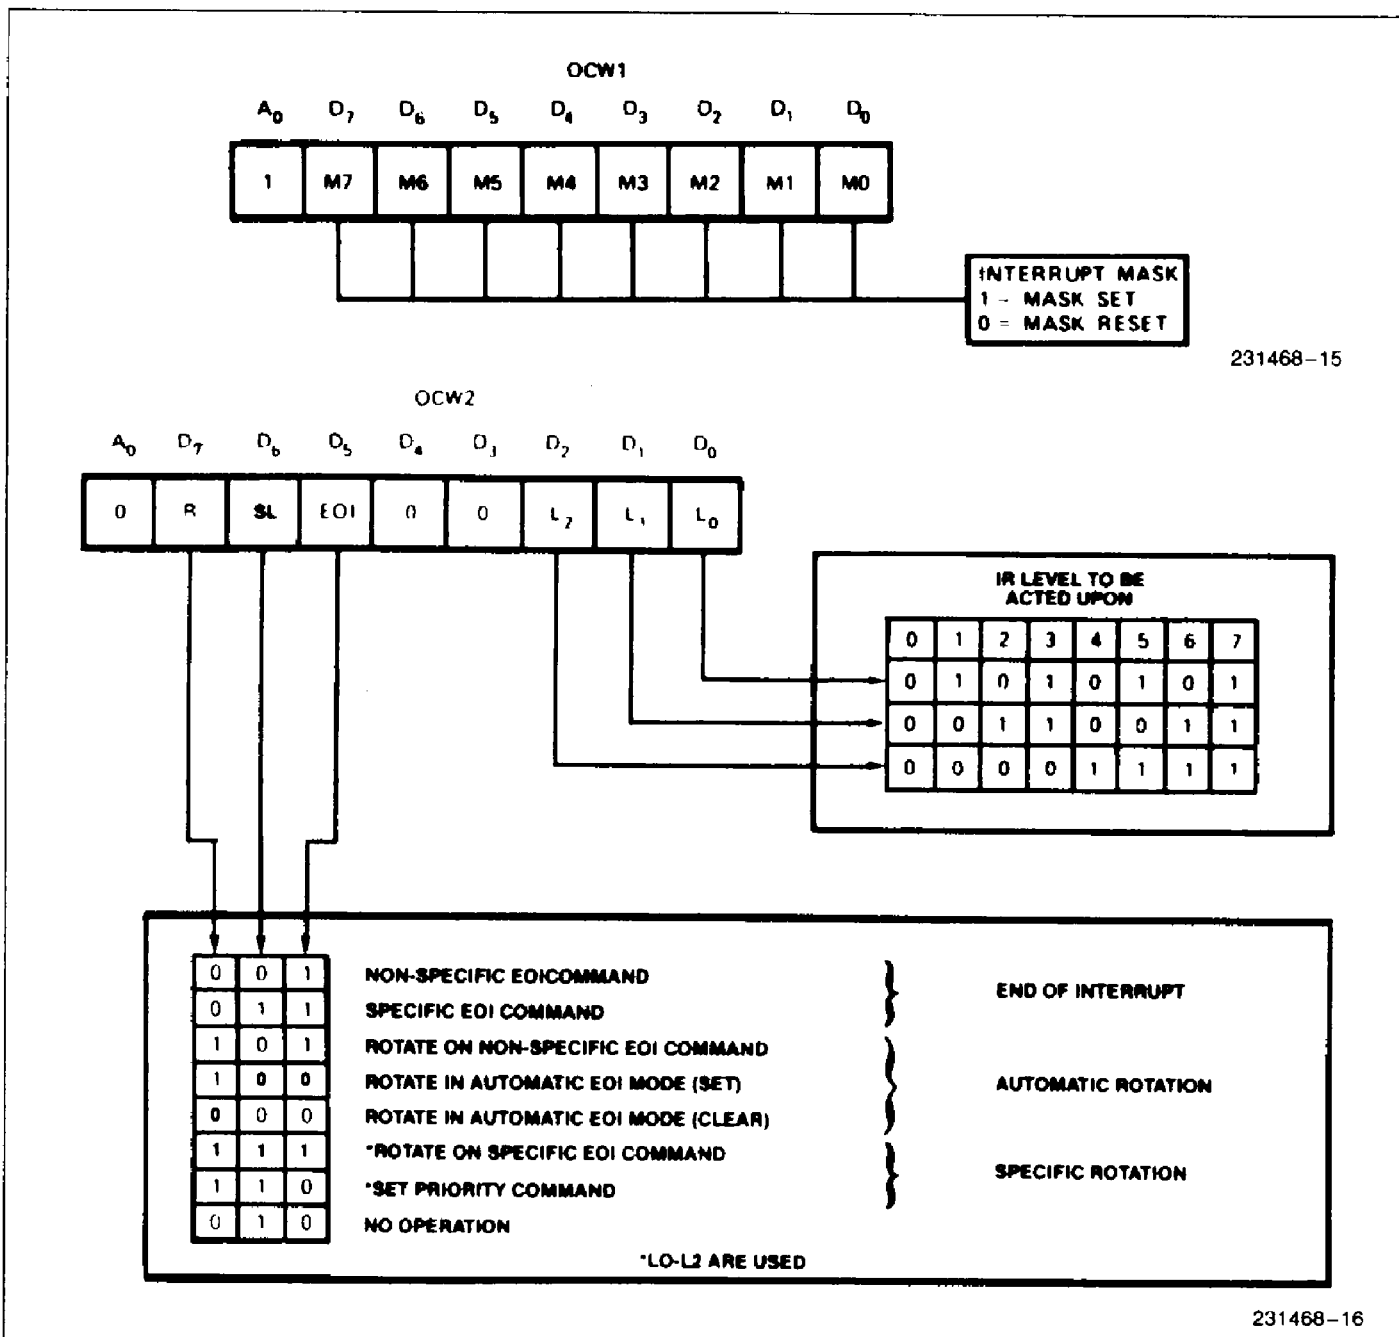 OCW1
A0 D7 D6 D5 D4 D3 D2 D1 D0
1 M7 M6 M5 M4 M3 M2 M1 M0
INTERRUPT MASK
1 - MASK SET
0 = MASK RESET
231468-15
OCW2
A0 D7 D6 D5 D4 D3 D2 D1 D0
0 R SL EOI 0 0 L2 L1 L0
IR LEVEL TO BE
ACTED UPON
0 1 2 3 4 5 6 7
0 1 0 1 0 1 0 1
0 0 1 1 0 0 1 1
0 0 0 0 1 1 1 1
0 0 1 NON-SPECIFIC EOICOMMAND
0 1 1 SPECIFIC EOI COMMAND
END OF INTERRUPT
1 0 1 ROTATE ON NON-SPECIFIC EOI COMMAND
1 0 0 ROTATE IN AUTOMATIC EOI MODE (SET)
0 0 0 ROTATE IN AUTOMATIC EOI MODE (CLEAR)
AUTOMATIC ROTATION
1 1 1 *ROTATE ON SPECIFIC EOI COMMAND
1 1 0 *SET PRIORITY COMMAND
SPECIFIC ROTATION
0 1 0 NO OPERATION
*LO-L2 ARE USED
231468-16